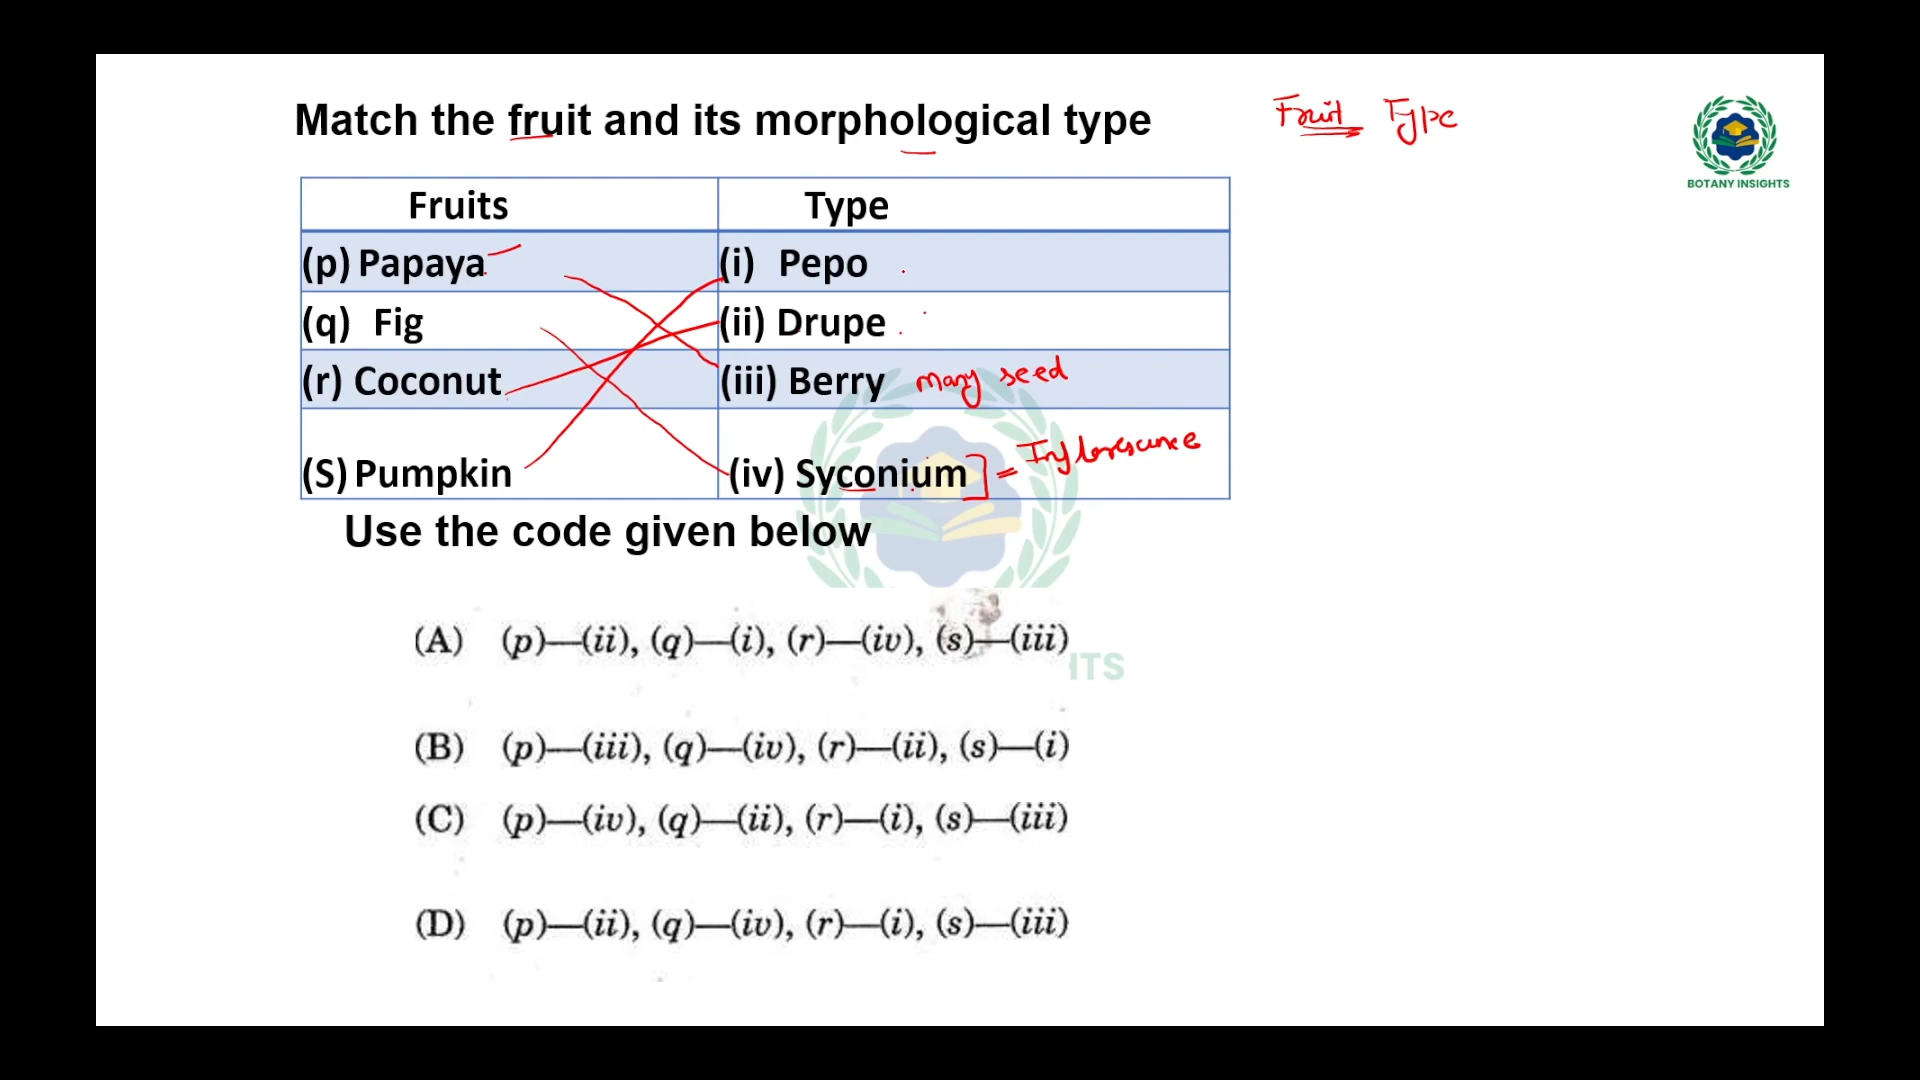 Match the fruit and its morphological type
Fruit Type
BOTANY INSIGHTS
Fruits Type
(p) Papaya (i) Pepo
(q) Fig (ii) Drupe
(r) Coconut (iii) Berry many seed
(S) Pumpkin (iv) Syconium ] = Inflorescence
Use the code given below
(A) (p)—(ii), (q)—(i), (r)—(iv), (s)—(iii)
ITS
(B) (p)—(iii), (q)—(iv), (r)—(ii), (s)—(i)
(C) (p)—(iv), (q)—(ii), (r)—(i), (s)—(iii)
(D) (p)—(ii), (q)—(iv), (r)—(i), (s)—(iii)